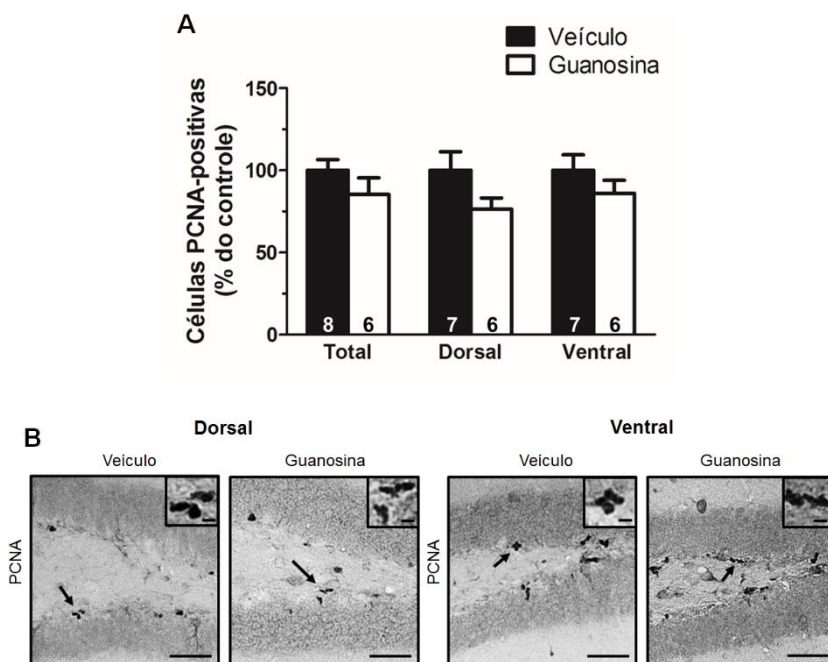 A
Veículo
Guanosina
Células PCNA-positivas
(% do controle)
150
100
50
0
8 6 7 6 7 6
Total Dorsal Ventral
B
Dorsal Ventral
Veiculo Guanosina Veiculo Guanosina
PCNA PCNA